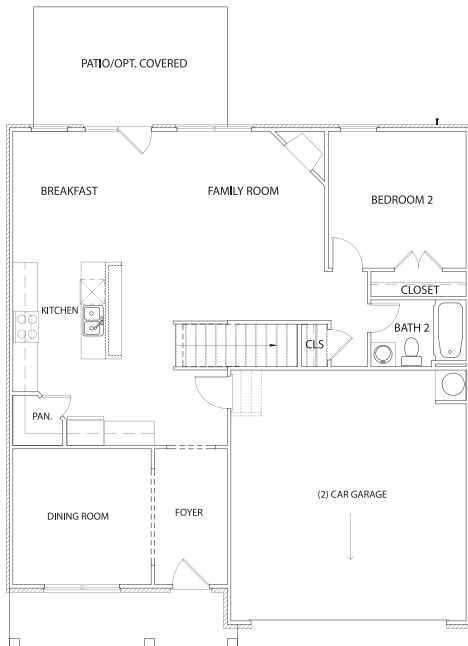 PATIO/OPT. COVERED
BREAKFAST
FAMILY ROOM
BEDROOM 2
CLOSET
KITCHEN
BATH 2
CLS
PAN.
(2) CAR GARAGE
DINING ROOM
FOYER